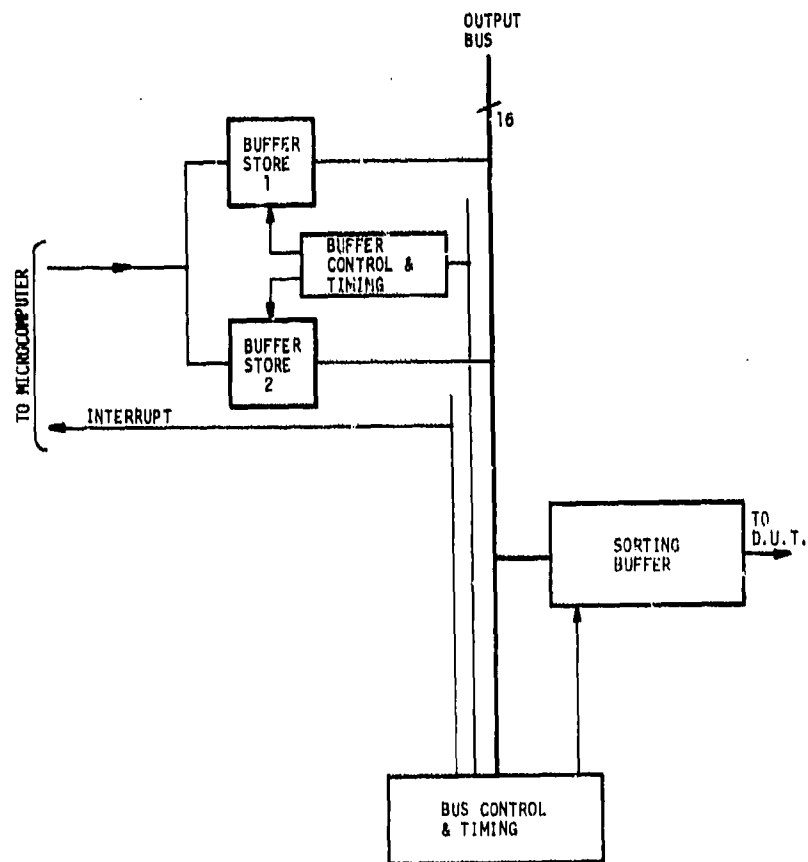 OUTPUT
BUS
16
BUFFER
STORE
1
BUFFER
CONTROL &
TIMING
BUFFER
STORE
2
TO MICROCOMPUTER
INTERRUPT
SORTING
BUFFER
TO
D.U.T.
BUS CONTROL
& TIMING